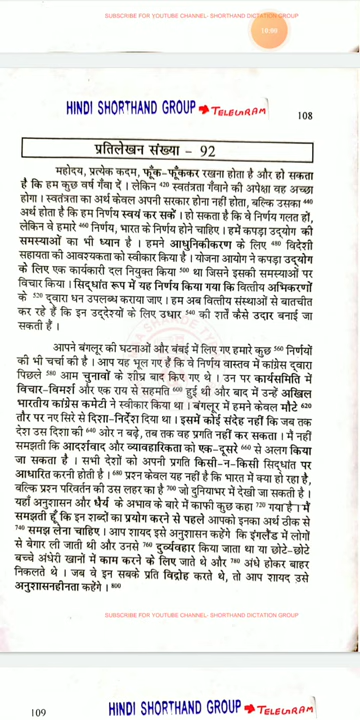 SUBSCRIBE FOR YOUTUBE CHANNEL- SHORTHAND DICTATION GROUP
10:00
HINDI SHORTHAND GROUP TELEGRAM
108
प्रतिलेखन संख्या – 92
महोदय, प्रत्येक कदम, फूँक-फूँककर रखना होता है और हो सकता
है कि हम कुछ वर्ष गँवा दें । लेकिन 420 स्वतंत्रता गँवाने की अपेक्षा वह अच्छा
होगा । स्वतंत्रता का अर्थ केवल अपनी सरकार होना नहीं होता, बल्कि उसका 440
अर्थ होता है कि हम निर्णय स्वयं कर सकें । हो सकता है कि वे निर्णय गलत हों,
लेकिन वे हमारे 460 निर्णय, भारत के निर्णय होने चाहिए । हमें कपड़ा उद्योग की
समस्याओं का भी ध्यान है । हमने आधुनिकीकरण के लिए 480 विदेशी
सहायता की आवश्यकता को स्वीकार किया है । योजना आयोग ने कपड़ा उद्योग
के लिए एक कार्यकारी दल नियुक्त किया 500 था जिसने इसकी समस्याओं पर
विचार किया । सिद्धांत रूप में यह निर्णय किया गया कि वित्तीय अभिकरणों
के 520 द्वारा धन उपलब्ध कराया जाए । हम अब वित्तीय संस्थाओं से बातचीत
कर रहे हैं कि इन उद्देश्यों के लिए उधार 540 की शर्तें कैसे उदार बनाई जा
सकती हैं ।
आपने बंगलूर की घटनाओं और बंबई में लिए गए हमारे कुछ 560 निर्णयों
की भी चर्चा की है । आप यह भूल गए हैं कि वे निर्णय वास्तव में कांग्रेस द्वारा
पिछले 580 आम चुनावों के शीघ्र बाद किए गए थे । उन पर कार्यसमिति में
विचार-विमर्श और एक राय से सहमति 600 हुई थी और बाद में उन्हें अखिल
भारतीय कांग्रेस कमेटी ने स्वीकार किया था । बंगलूर में हमने केवल मौटे 620
तौर पर नए सिरे से दिशा-निर्देश दिया था । इसमें कोई संदेह नहीं कि जब तक
देश उस दिशा की 640 ओर न बढ़े, तब तक वह प्रगति नहीं कर सकता । मैं नहीं
समझती कि आदर्शवाद और व्यावहारिकता को एक-दूसरे 660 से अलग किया
जा सकता है । सभी देशों को अपनी प्रगति किसी-न-किसी सिद्धांत पर
आधारित करनी होती है । 680 प्रश्न केवल यह नहीं है कि भारत में क्या हो रहा है,
बल्कि प्रश्न परिवर्तन की उस लहर का है 700 जो दुनियाभर में देखी जा सकती है ।
यहाँ अनुशासन और धैर्य के अभाव के बारे में काफी कुछ कहा 720 गया है । मैं
समझती हूँ कि इन शब्दों का प्रयोग करने से पहले आपको इनका अर्थ ठीक से
740 समझ लेना चाहिए । आप शायद इसे अनुशासन कहेंगे कि इंगलैंड में लोगों
से बेगार ली जाती थी और उनसे 760 दुर्व्यवहार किया जाता था या छोटे-छोटे
बच्चे अंधेरी खानों में काम करने के लिए जाते थे और 780 अंधे होकर बाहर
निकलते थे । जब वे इन सबके प्रति विद्रोह करते थे, तो आप शायद उसे
अनुशासनहीनता कहेंगे । 800
SUBSCRIBE FOR YOUTUBE CHANNEL- SHORTHAND DICTATION GROUP
109
HINDI SHORTHAND GROUP TELEGRAM